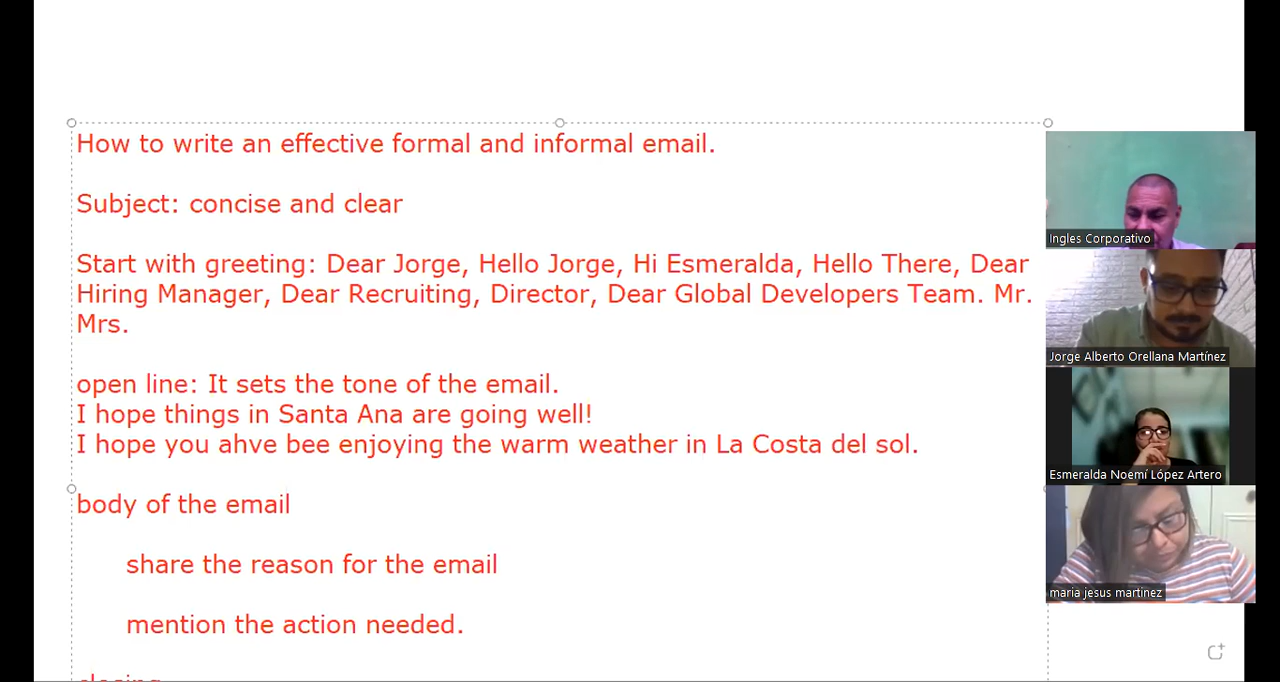 How to write an effective formal and informal email.
Subject: concise and clear
Start with greeting: Dear Jorge, Hello Jorge, Hi Esmeralda, Hello There, Dear
Hiring Manager, Dear Recruiting, Director, Dear Global Developers Team. Mr.
Mrs.
open line: It sets the tone of the email.
I hope things in Santa Ana are going well!
I hope you ahve bee enjoying the warm weather in La Costa del sol.
body of the email
share the reason for the email
mention the action needed.
closing
Ingles Corporativo
Jorge Alberto Orellana Martínez
Esmeralda Noemí López Artero
maria jesus martinez